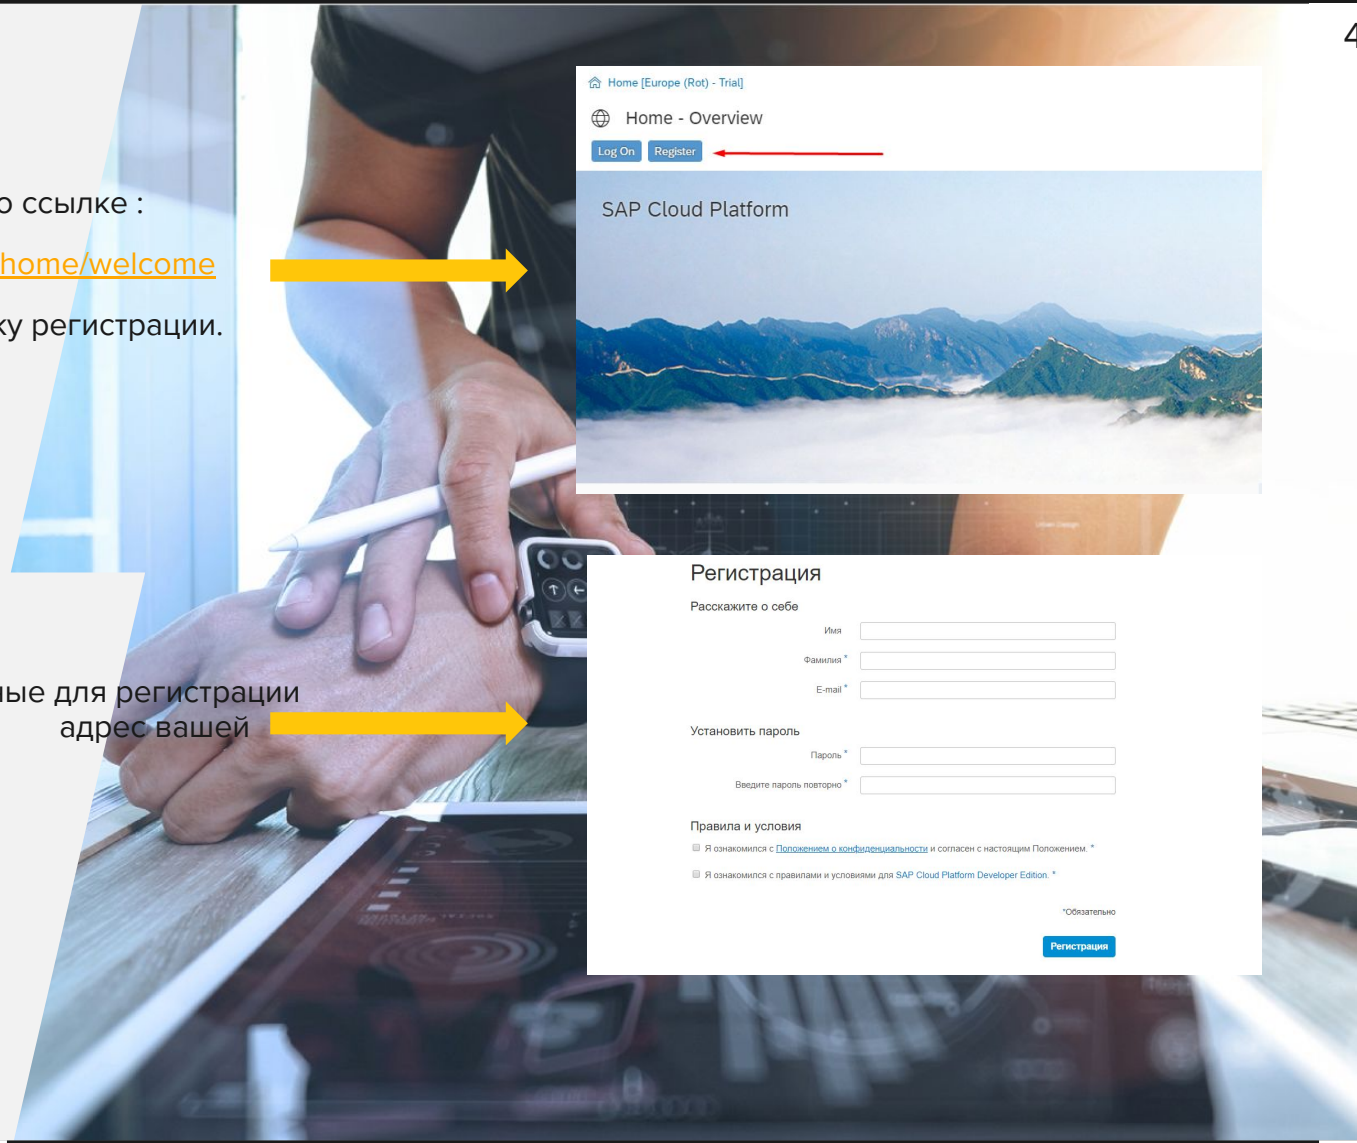 4
о ссылке :
home/welcome
ку регистрации.
Home [Europe (Rot) - Trial]
Home - Overview
Log On Register
SAP Cloud Platform
ные для регистрации
адрес вашей
Регистрация
Расскажите о себе
Имя
Фамилия *
E-mail *
Установить пароль
Пароль *
Введите пароль повторно *
Правила и условия
Я ознакомился с Положением о конфиденциальности и согласен с настоящим Положением. *
Я ознакомился с правилами и условиями для SAP Cloud Platform Developer Edition. *
*Обязательно
Регистрация